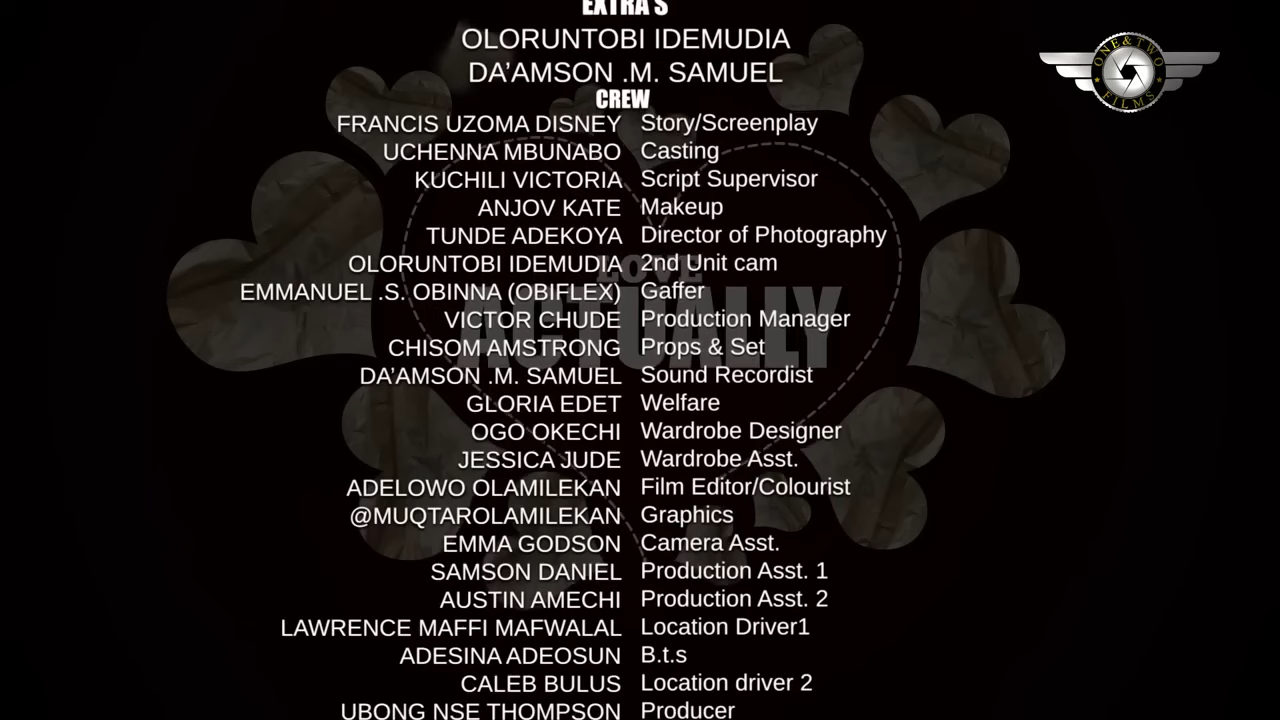 EXTRA'S
OLORUNTOBI IDEMUDIA
DA’AMSON .M. SAMUEL
CREW
FRANCIS UZOMA DISNEY Story/Screenplay
UCHENNA MBUNABO Casting
KUCHILI VICTORIA Script Supervisor
ANJOV KATE Makeup
TUNDE ADEKOYA Director of Photography
OLORUNTOBI IDEMUDIA 2nd Unit cam
EMMANUEL .S. OBINNA (OBIFLEX) Gaffer
VICTOR CHUDE Production Manager
CHISOM AMSTRONG Props & Set
DA’AMSON .M. SAMUEL Sound Recordist
GLORIA EDET Welfare
OGO OKECHI Wardrobe Designer
JESSICA JUDE Wardrobe Asst.
ADELOWO OLAMILEKAN Film Editor/Colourist
@MUQTAROLAMILEKAN Graphics
EMMA GODSON Camera Asst.
SAMSON DANIEL Production Asst. 1
AUSTIN AMECHI Production Asst. 2
LAWRENCE MAFFI MAFWALAL Location Driver1
ADESINA ADEOSUN B.t.s
CALEB BULUS Location driver 2
UBONG NSE THOMPSON Producer
LOVE
ACTUALLY
ONE&TWO
FILMS